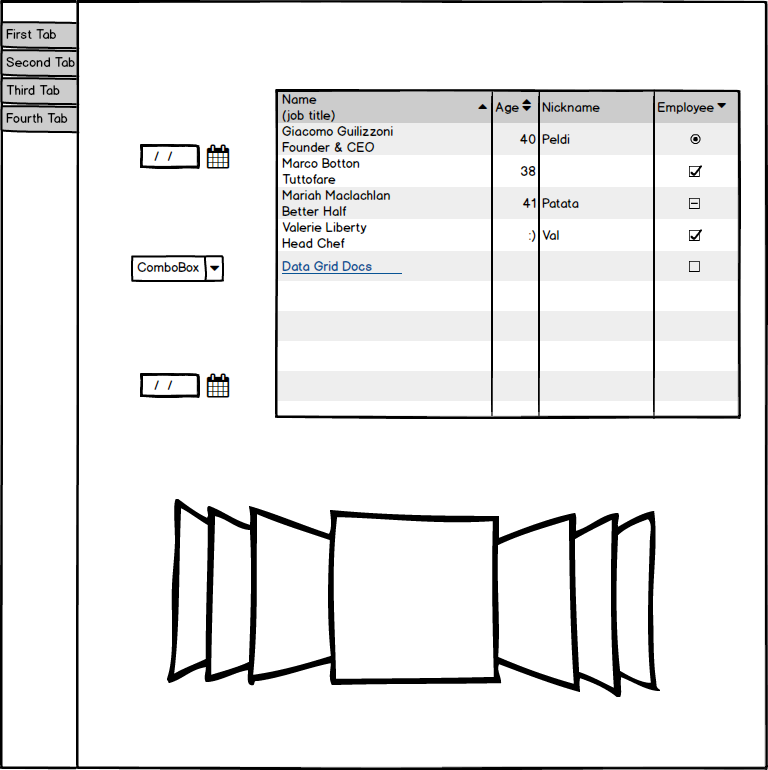 First Tab
Second Tab
Third Tab
Fourth Tab
/ /
ComboBox
/ /
Name
(job title)
Age
Nickname
Employee
Giacomo Guilizzoni
Founder & CEO
40
Peldi
Marco Botton
Tuttofare
38
Mariah Maclachlan
Better Half
41
Patata
Valerie Liberty
Head Chef
:)
Val
Data Grid Docs